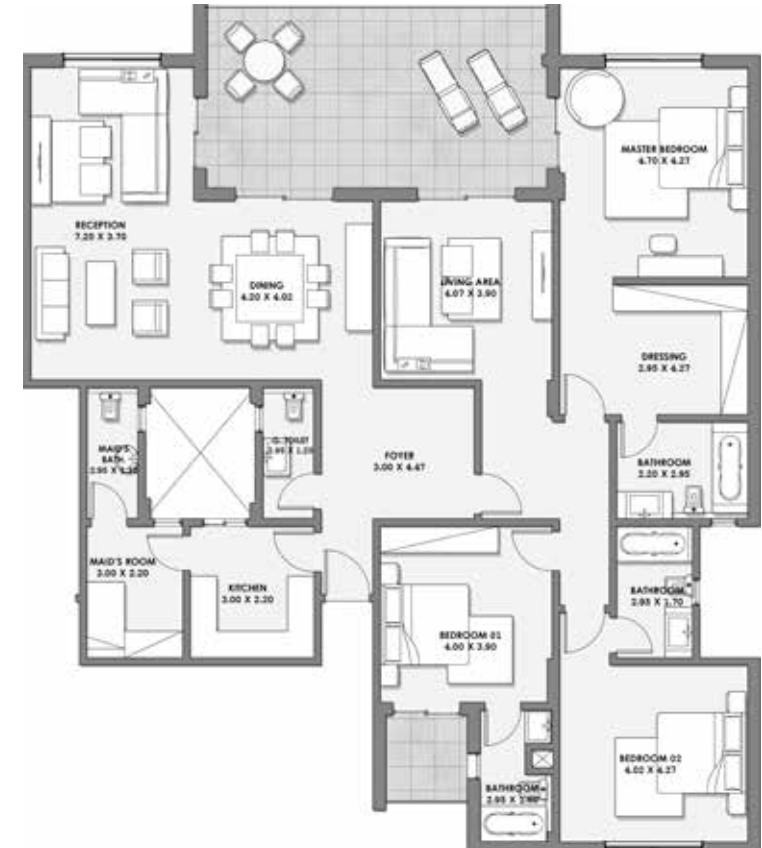 MASTER BEDROOM
4.70 X 4.27
RECEPTION
7.20 X 3.70
DINING
4.20 X 4.02
LIVING AREA
4.07 X 3.90
DRESSING
2.95 X 4.27
MAID'S
BATH
G. TOILET
FOYER
3.00 X 4.47
BATHROOM
2.20 X 2.95
MAID'S ROOM
3.00 X 2.20
KITCHEN
3.00 X 2.20
BATHROOM
2.95 X 1.70
BEDROOM 01
4.00 X 3.90
BEDROOM 02
4.02 X 4.27
BATHROOM